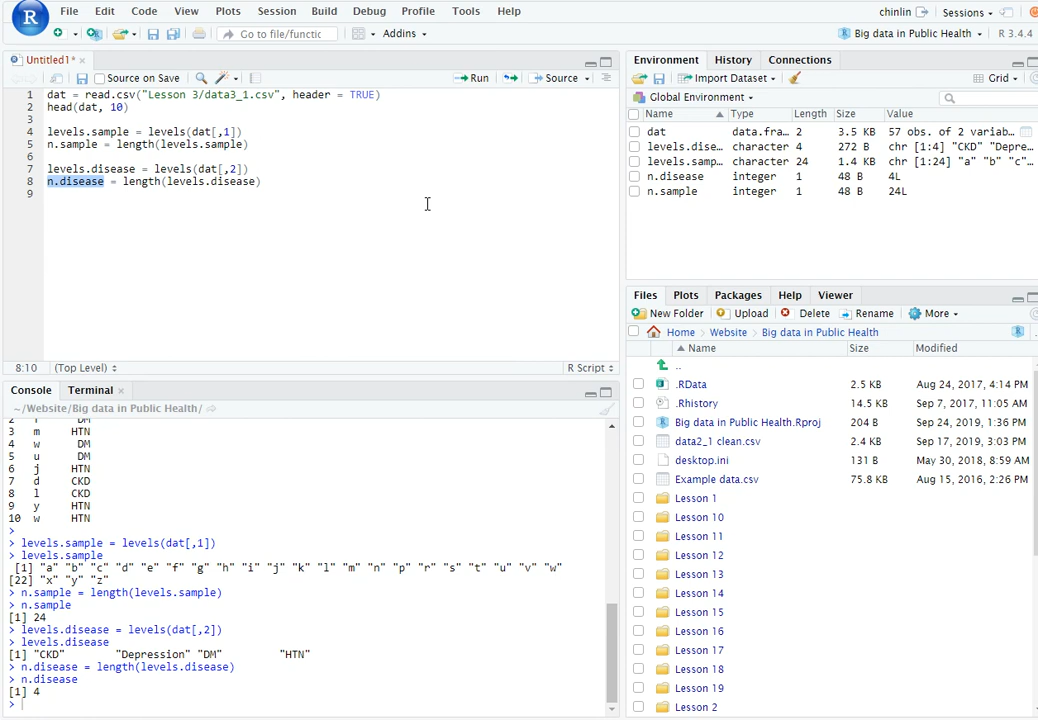 File Edit Code View Plots Session Build Debug Profile Tools Help chinlin Sessions
Go to file/functic Addins Big data in Public Health R 3.4.4
Untitled1*
Source on Save Run Source
1 dat = read.csv("Lesson 3/data3_1.csv", header = TRUE)
2 head(dat, 10)
3
4 levels.sample = levels(dat[,1])
5 n.sample = length(levels.sample)
6
7 levels.disease = levels(dat[,2])
8 n.disease = length(levels.disease)
9
8:10 (Top Level) R Script
Console Terminal
~/Website/Big data in Public Health/
3 m HTN
4 w DM
5 u DM
6 j HTN
7 d CKD
8 l CKD
9 y HTN
10 w HTN
>
> levels.sample = levels(dat[,1])
> levels.sample
[1] "a" "b" "c" "d" "e" "f" "g" "h" "i" "j" "k" "l" "m" "n" "p" "r" "s" "t" "u" "v" "w"
[22] "x" "y" "z"
> n.sample = length(levels.sample)
> n.sample
[1] 24
> levels.disease = levels(dat[,2])
> levels.disease
[1] "CKD" "Depression" "DM" "HTN"
> n.disease = length(levels.disease)
> n.disease
[1] 4
>
Environment History Connections
Import Dataset Grid
Global Environment
Name Type Length Size Value
dat data.fra… 2 3.5 KB 57 obs. of 2 variab…
levels.dise… character 4 272 B chr [1:4] "CKD" "Depre…
levels.samp… character 24 1.4 KB chr [1:24] "a" "b" "c"…
n.disease integer 1 48 B 4L
n.sample integer 1 48 B 24L
Files Plots Packages Help Viewer
New Folder Upload Delete Rename More
Home Website Big data in Public Health
Name Size Modified
..
.RData 2.5 KB Aug 24, 2017, 4:14 PM
.Rhistory 14.5 KB Sep 7, 2017, 11:05 AM
Big data in Public Health.Rproj 204 B Sep 24, 2019, 1:36 PM
data2_1 clean.csv 2.4 KB Sep 17, 2019, 3:03 PM
desktop.ini 131 B May 30, 2018, 8:59 AM
Example data.csv 75.8 KB Aug 15, 2016, 2:26 PM
Lesson 1
Lesson 10
Lesson 11
Lesson 12
Lesson 13
Lesson 14
Lesson 15
Lesson 16
Lesson 17
Lesson 18
Lesson 19
Lesson 2